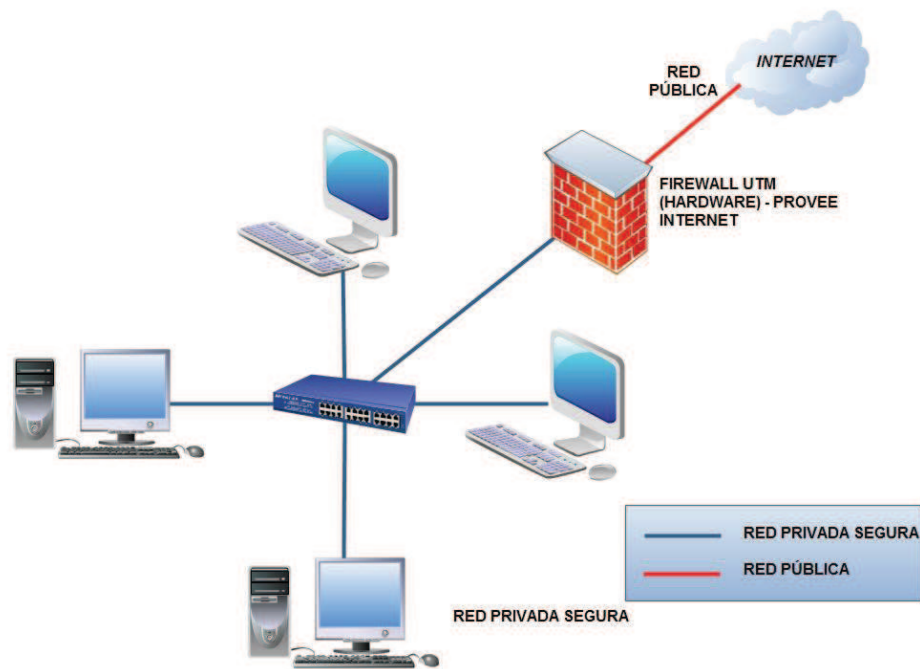 INTERNET
RED
PÚBLICA
FIREWALL UTM
(HARDWARE) - PROVEE
INTERNET
RED PRIVADA SEGURA
RED PÚBLICA
RED PRIVADA SEGURA